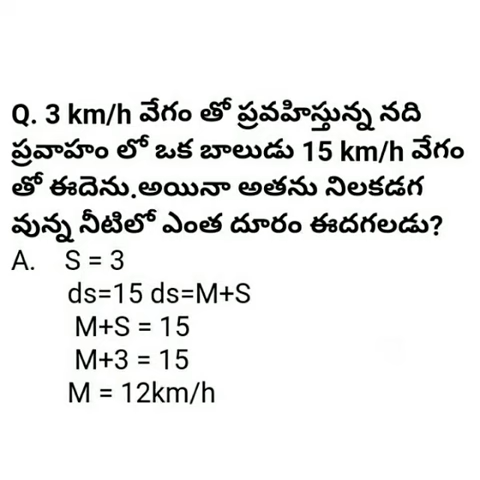 Q. 3 km/h వేగం తో ప్రవహిస్తున్న నది
ప్రవాహం లో ఒక బాలుడు 15 km/h వేగం
తో ఈదెను.అయినా అతను నిలకడగ
వున్న నీటిలో ఎంత దూరం ఈదగలడు?
A. S = 3
ds=15 ds=M+S
M+S = 15
M+3 = 15
M = 12km/h